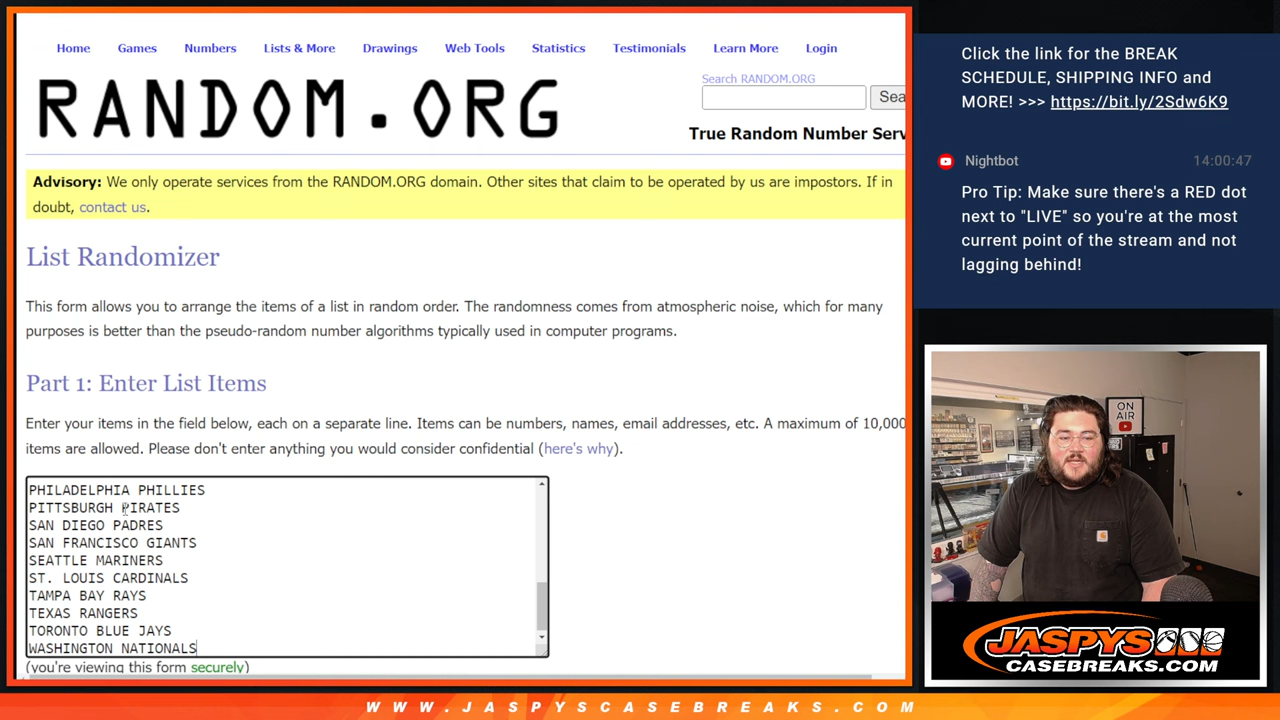 Home Games Numbers Lists & More Drawings Web Tools Statistics Testimonials Learn More Login
RANDOM.ORG
Search RANDOM.ORG
Sea
True Random Number Serv
Advisory: We only operate services from the RANDOM.ORG domain. Other sites that claim to be operated by us are impostors. If in
doubt, contact us.
List Randomizer
This form allows you to arrange the items of a list in random order. The randomness comes from atmospheric noise, which for many
purposes is better than the pseudo-random number algorithms typically used in computer programs.
Part 1: Enter List Items
Enter your items in the field below, each on a separate line. Items can be numbers, names, email addresses, etc. A maximum of 10,000
items are allowed. Please don't enter anything you would consider confidential (here's why).
PHILADELPHIA PHILLIES
PITTSBURGH PIRATES
SAN DIEGO PADRES
SAN FRANCISCO GIANTS
SEATTLE MARINERS
ST. LOUIS CARDINALS
TAMPA BAY RAYS
TEXAS RANGERS
TORONTO BLUE JAYS
WASHINGTON NATIONALS
(you're viewing this form securely)
Click the link for the BREAK
SCHEDULE, SHIPPING INFO and
MORE! >>> https://bit.ly/2Sdw6K9
Nightbot 14:00:47
Pro Tip: Make sure there's a RED dot
next to "LIVE" so you're at the most
current point of the stream and not
lagging behind!
ON
AIR
JASPYS
CASEBREAKS.COM
WWW.JASPYSCASEBREAKS.COM